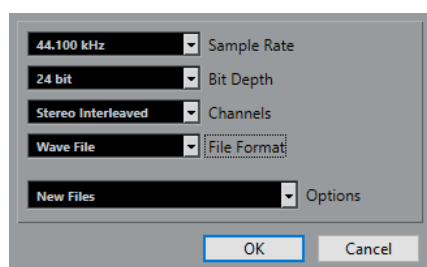 44.100 kHz Sample Rate
24 bit Bit Depth
Stereo Interleaved Channels
Wave File File Format
New Files Options
OK Cancel